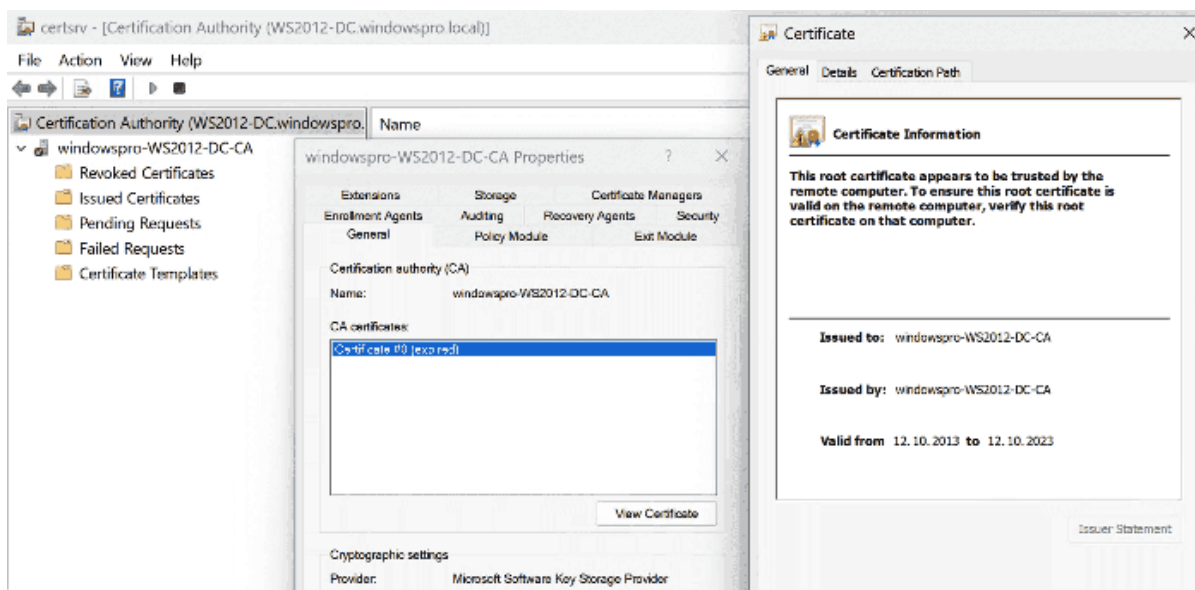 certsrv - [Certification Authority (WS2012-DC.windowspro.local)]
File Action View Help
Certification Authority (WS2012-DC.windowspro.
Name
windowspro-WS2012-DC-CA
Revoked Certificates
Issued Certificates
Pending Requests
Failed Requests
Certificate Templates
windowspro-WS2012-DC-CA Properties ? ×
Extensions Storage Certificate Managers
Enrollment Agents Auditing Recovery Agents Security
General Policy Module Exit Module
Certification authority (CA)
Name: windowspro-WS2012-DC-CA
CA certificates:
Certificate #0 (expired)
View Certificate
Cryptographic settings
Provider: Microsoft Software Key Storage Provider
Certificate
General Details Certification Path
Certificate Information
This root certificate appears to be trusted by the
remote computer. To ensure this root certificate is
valid on the remote computer, verify this root
certificate on that computer.
Issued to: windowspro-WS2012-DC-CA
Issued by: windowspro-WS2012-DC-CA
Valid from 12.10.2013 to 12.10.2023
Issuer Statement